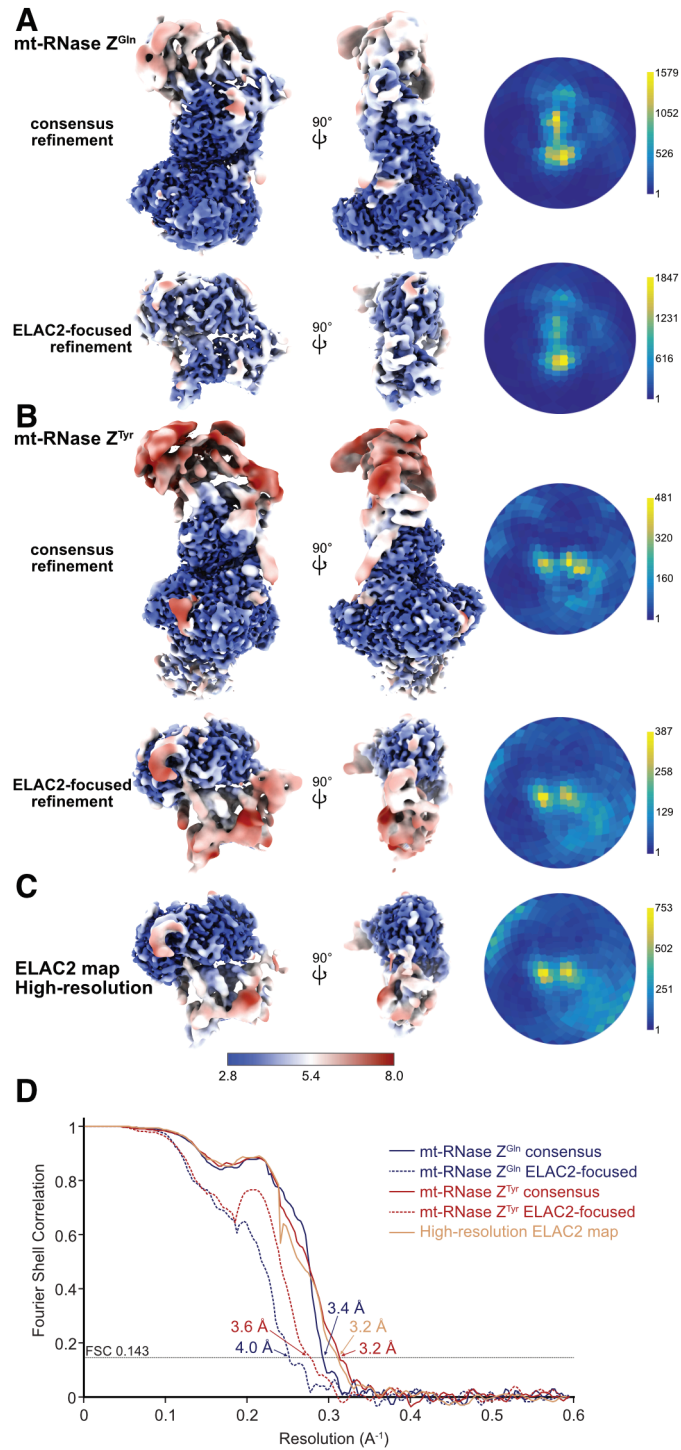 A
mt-RNase Z^Gln
consensus
refinement
90°
1579
1052
526
1
ELAC2-focused
refinement
90°
1847
1231
616
1
B
mt-RNase Z^Tyr
consensus
refinement
90°
481
320
160
1
ELAC2-focused
refinement
90°
387
258
129
1
C
ELAC2 map
High-resolution
90°
753
502
251
1
2.8 5.4 8.0
D
Fourier Shell Correlation
1
0.8
0.6
0.4
0.2
0
FSC 0.143
mt-RNase Z^Gln consensus
mt-RNase Z^Gln ELAC2-focused
mt-RNase Z^Tyr consensus
mt-RNase Z^Tyr ELAC2-focused
High-resolution ELAC2 map
3.4 Å
3.6 Å 3.2 Å
4.0 Å 3.2 Å
0 0.1 0.2 0.3 0.4 0.5 0.6
Resolution (A⁻¹)